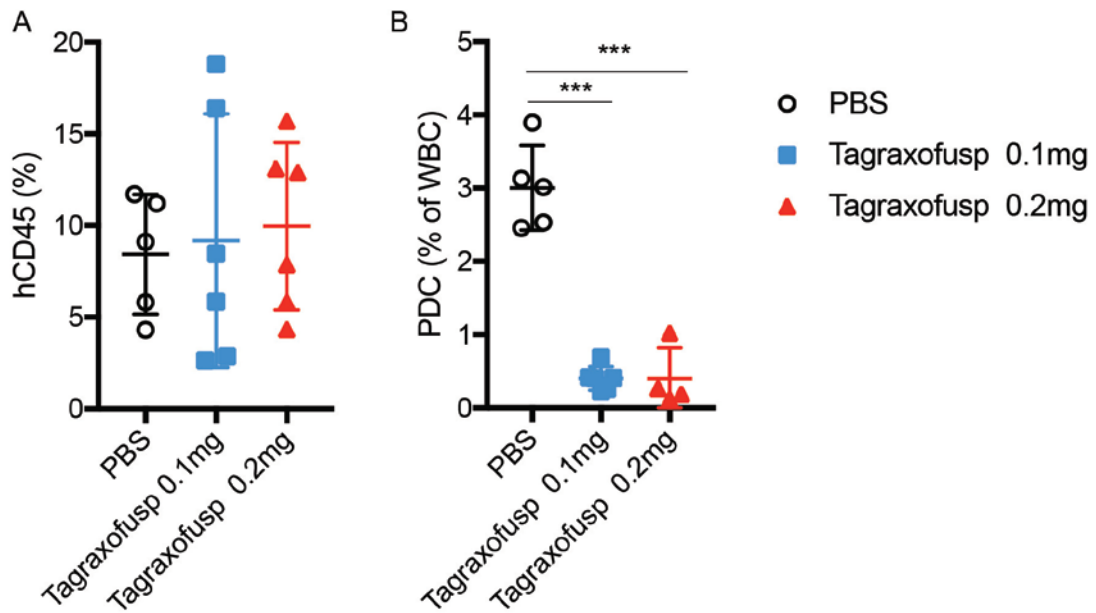 A
hCD45 (%)
20
15
10
5
0
PBS
Tagraxofusp 0.1mg
Tagraxofusp 0.2mg
B
PDC (% of WBC)
5
4
3
2
1
0
***
***
PBS
Tagraxofusp 0.1mg
Tagraxofusp 0.2mg
PBS
Tagraxofusp 0.1mg
Tagraxofusp 0.2mg